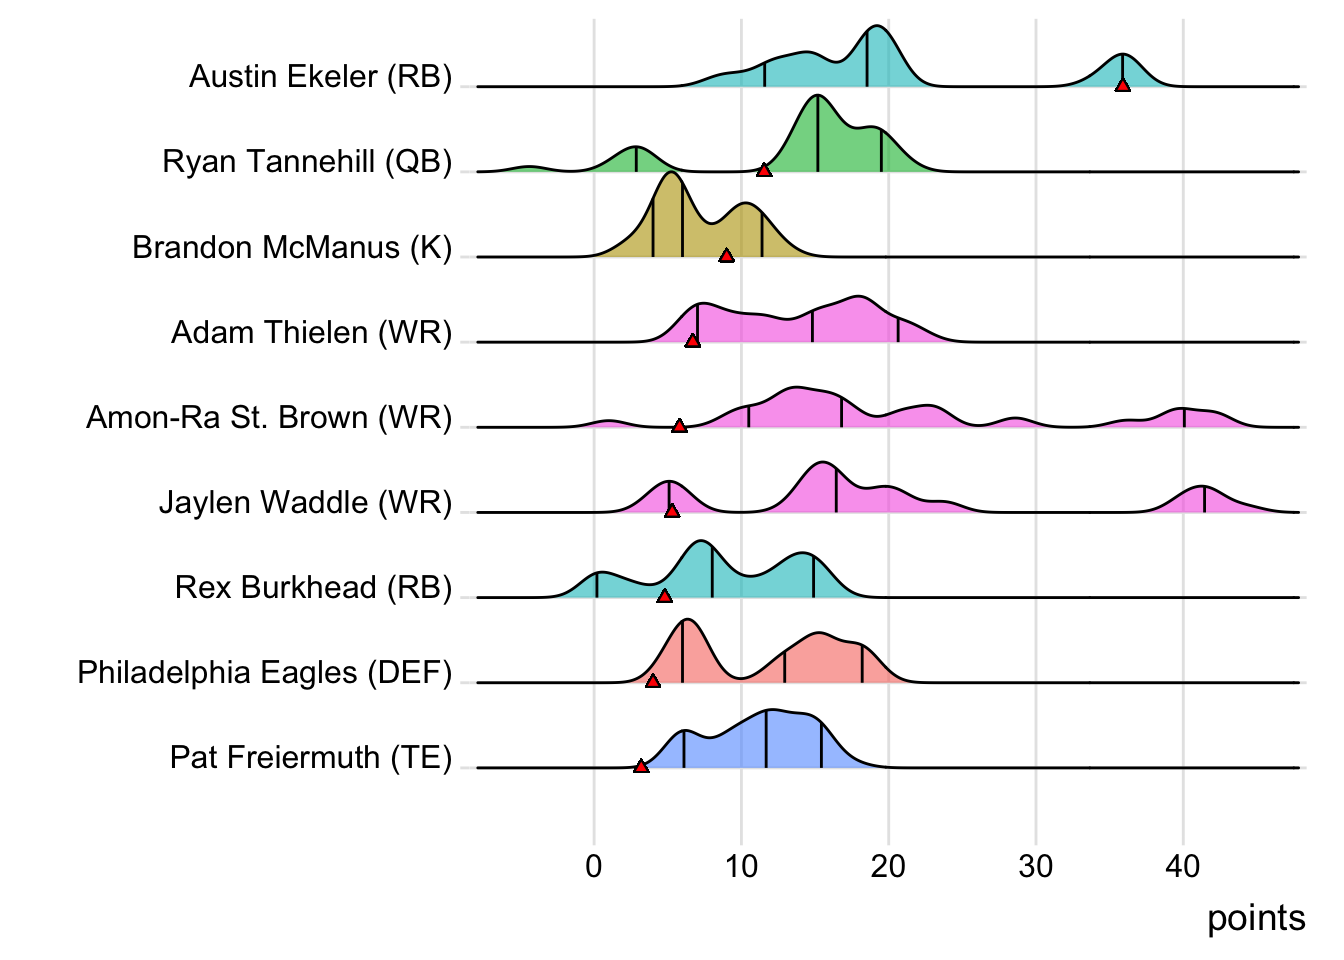 Austin Ekeler (RB)
Ryan Tannehill (QB)
Brandon McManus (K)
Adam Thielen (WR)
Amon-Ra St. Brown (WR)
Jaylen Waddle (WR)
Rex Burkhead (RB)
Philadelphia Eagles (DEF)
Pat Freiermuth (TE)
0 10 20 30 40
points